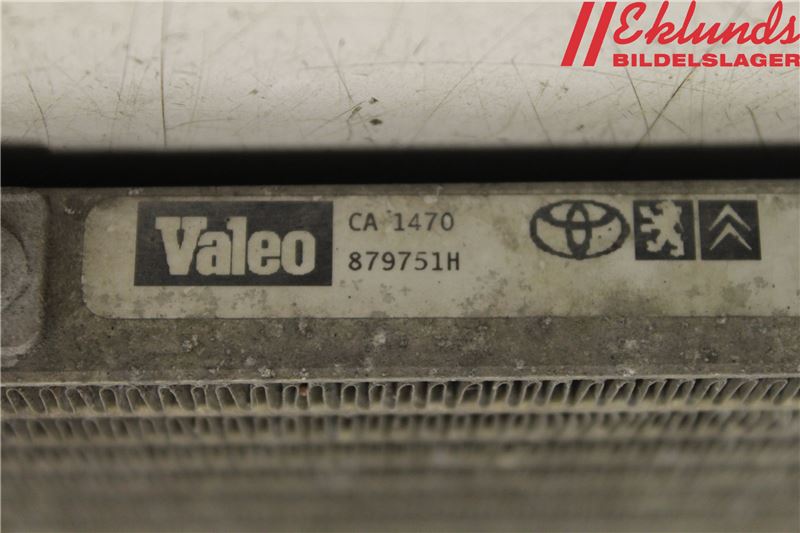 Eklunds
BILDELSLAGER
Valeo
CA 1470
879751H